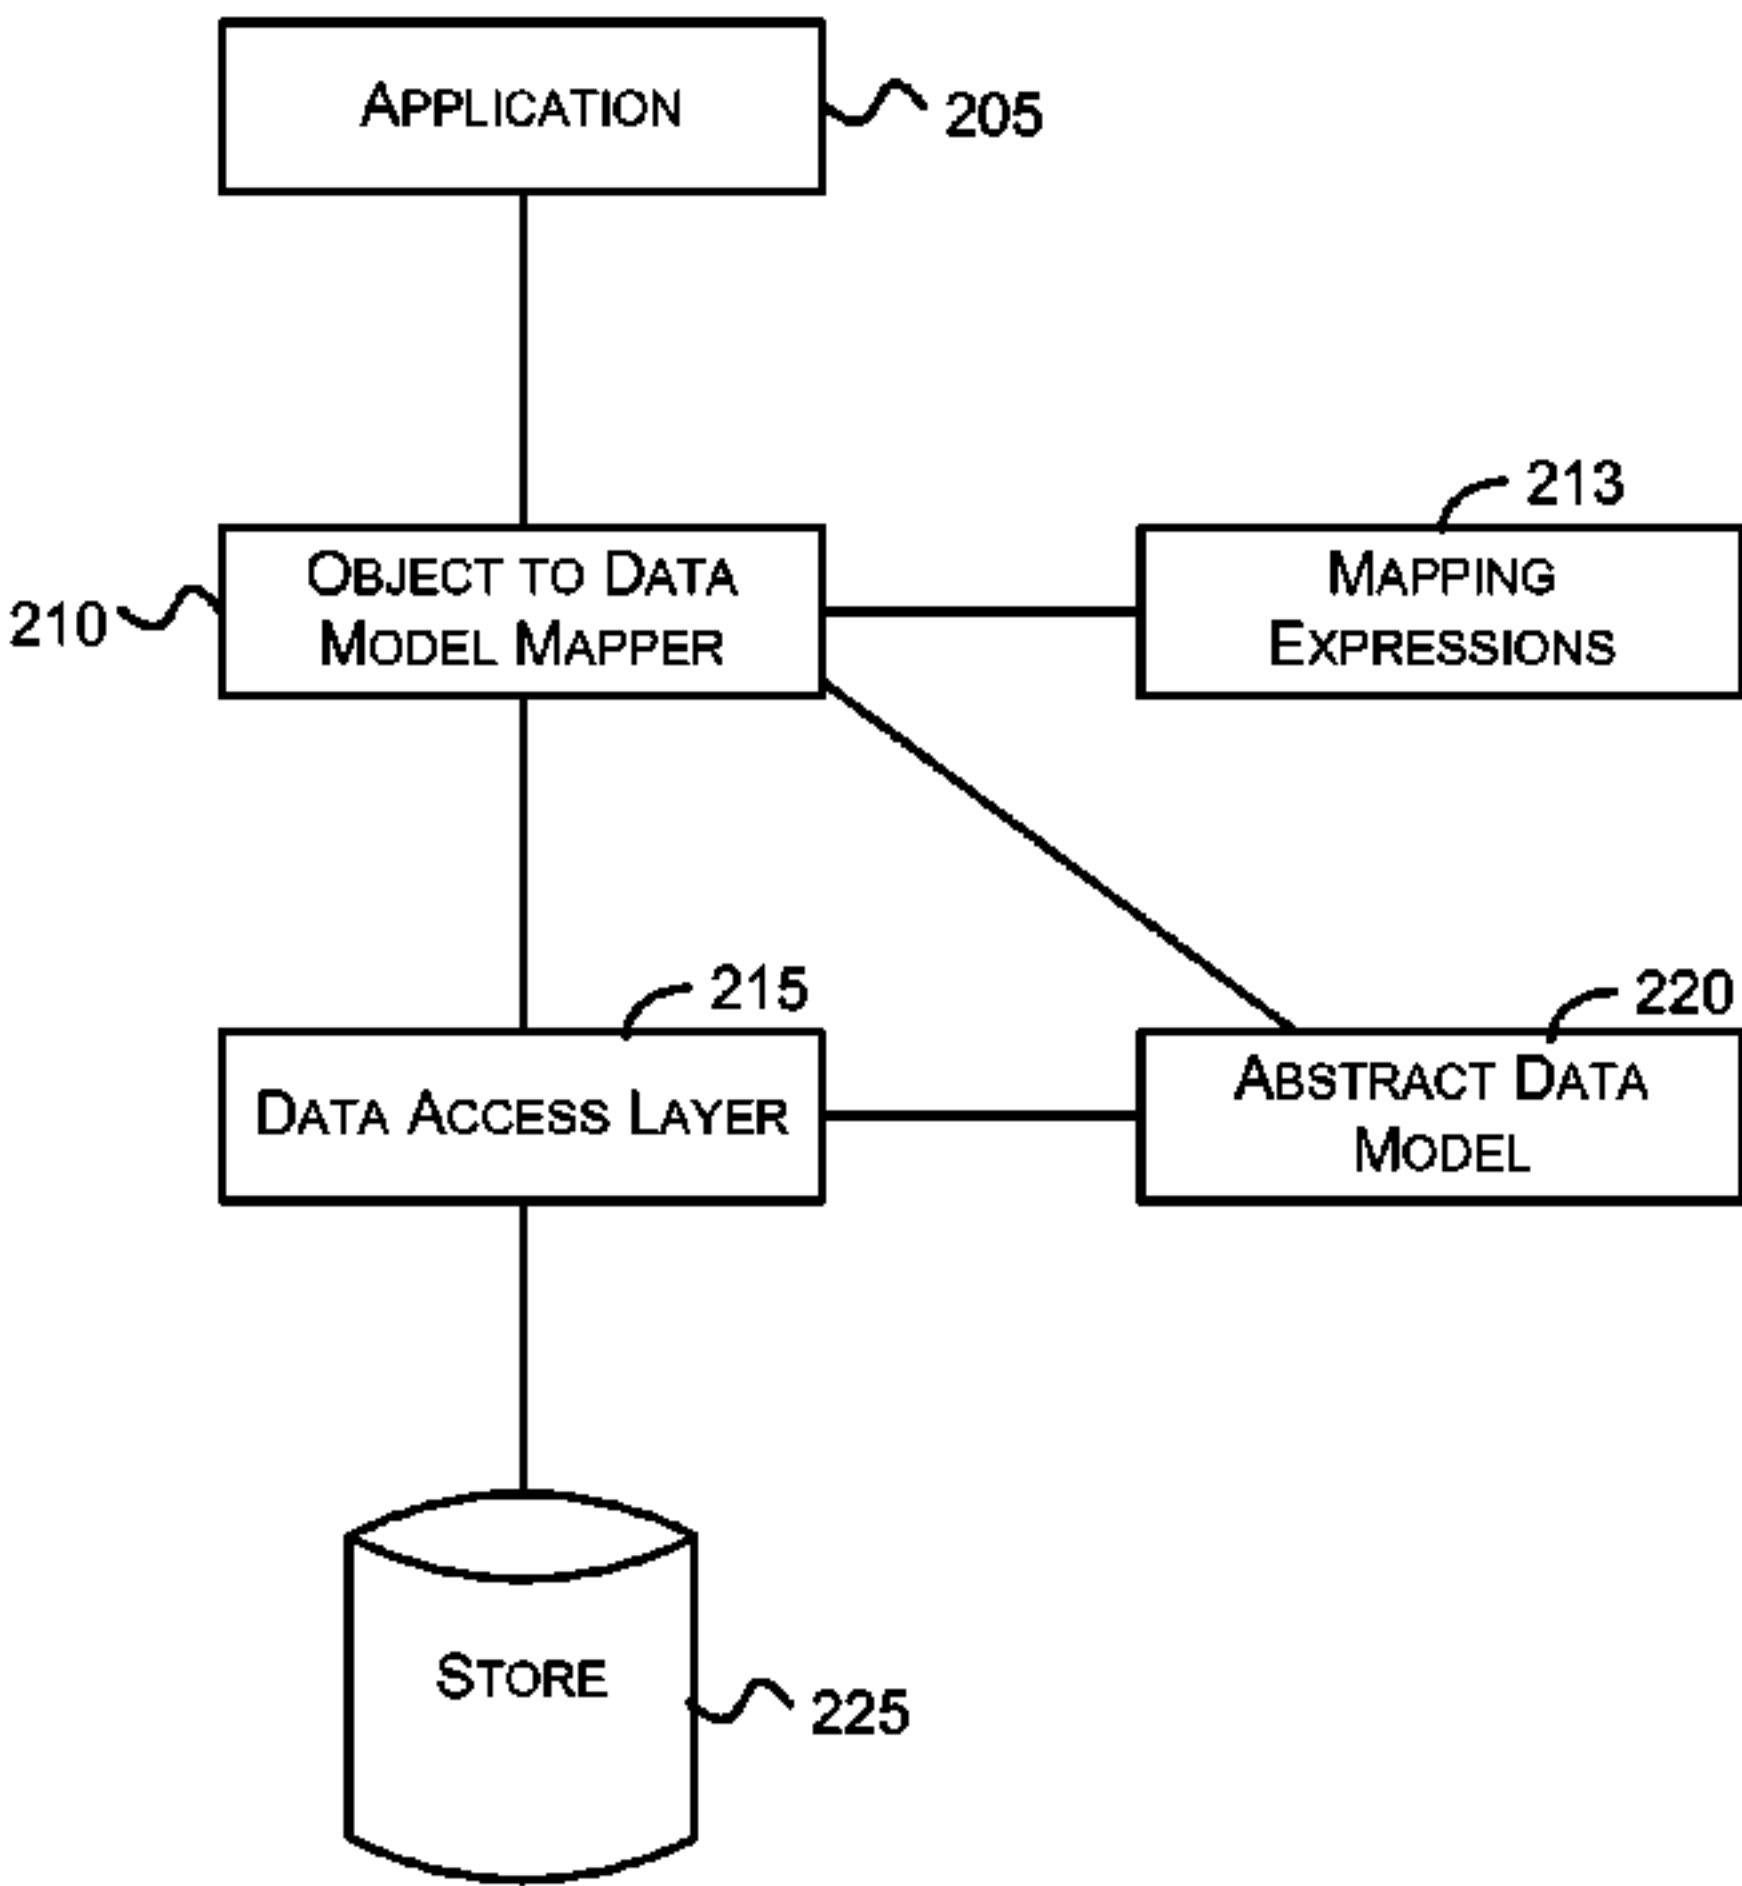 APPLICATION
205
213
OBJECT TO DATA
MODEL MAPPER
210
MAPPING
EXPRESSIONS
215
220
DATA ACCESS LAYER
ABSTRACT DATA
MODEL
STORE
225